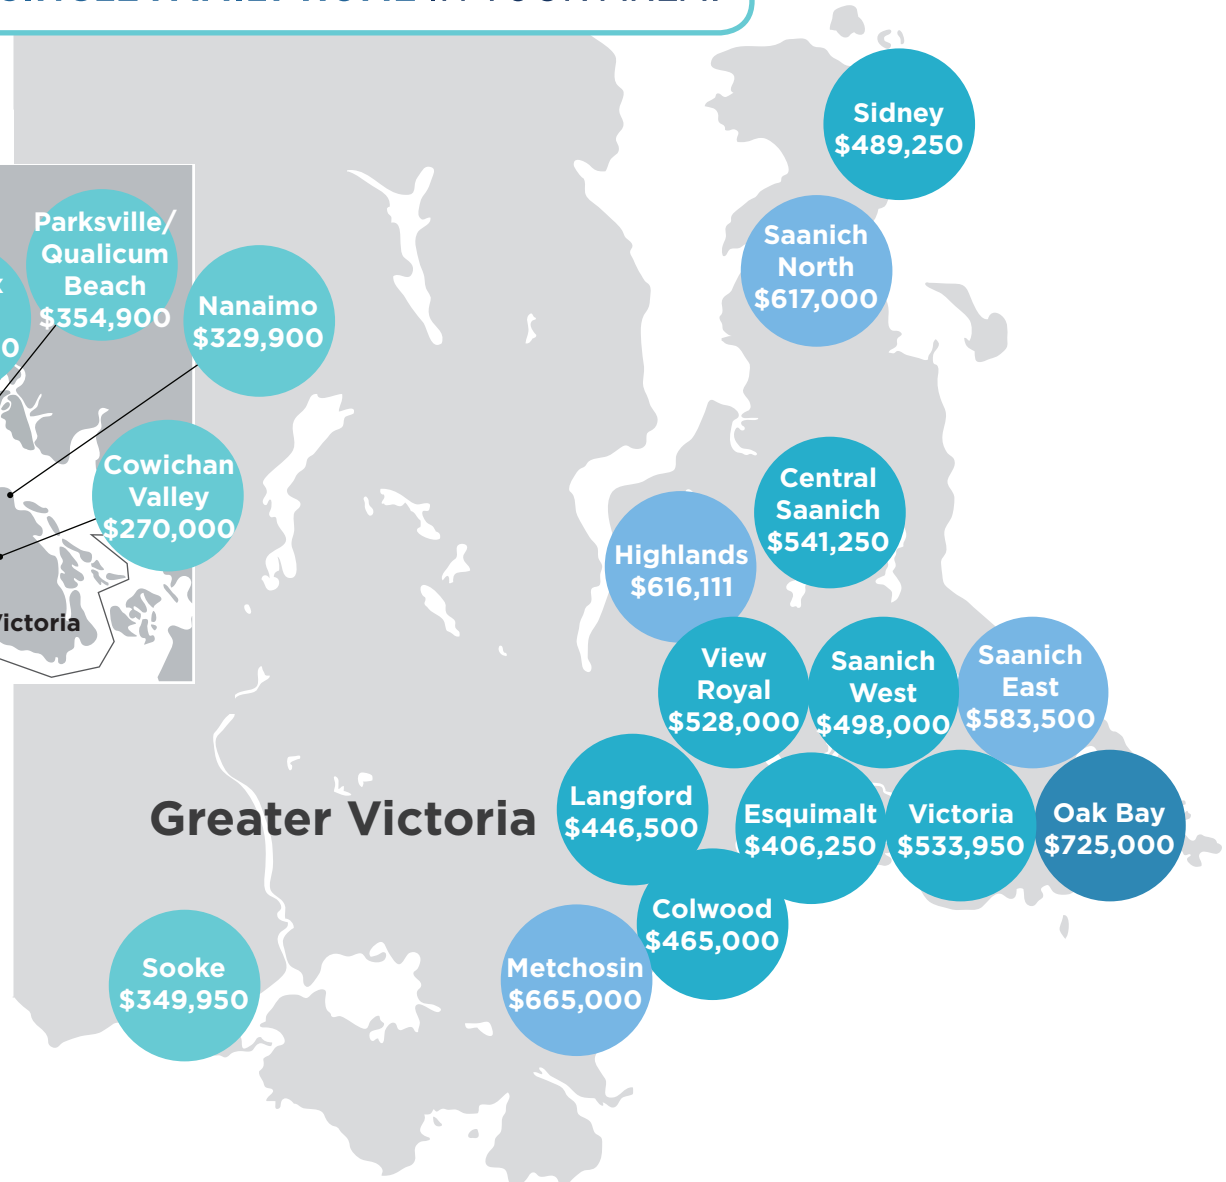 Sidney
$489,250
Parksville/
Qualicum
Beach
$354,900
Saanich
North
$617,000
Nanaimo
$329,900
Cowichan
Valley
$270,000
Central
Saanich
$541,250
Highlands
$616,111
Victoria
View
Royal
$528,000
Saanich
West
$498,000
Saanich
East
$583,500
Greater Victoria
Langford
$446,500
Esquimalt
$406,250
Victoria
$533,950
Oak Bay
$725,000
Colwood
$465,000
Sooke
$349,950
Metchosin
$665,000